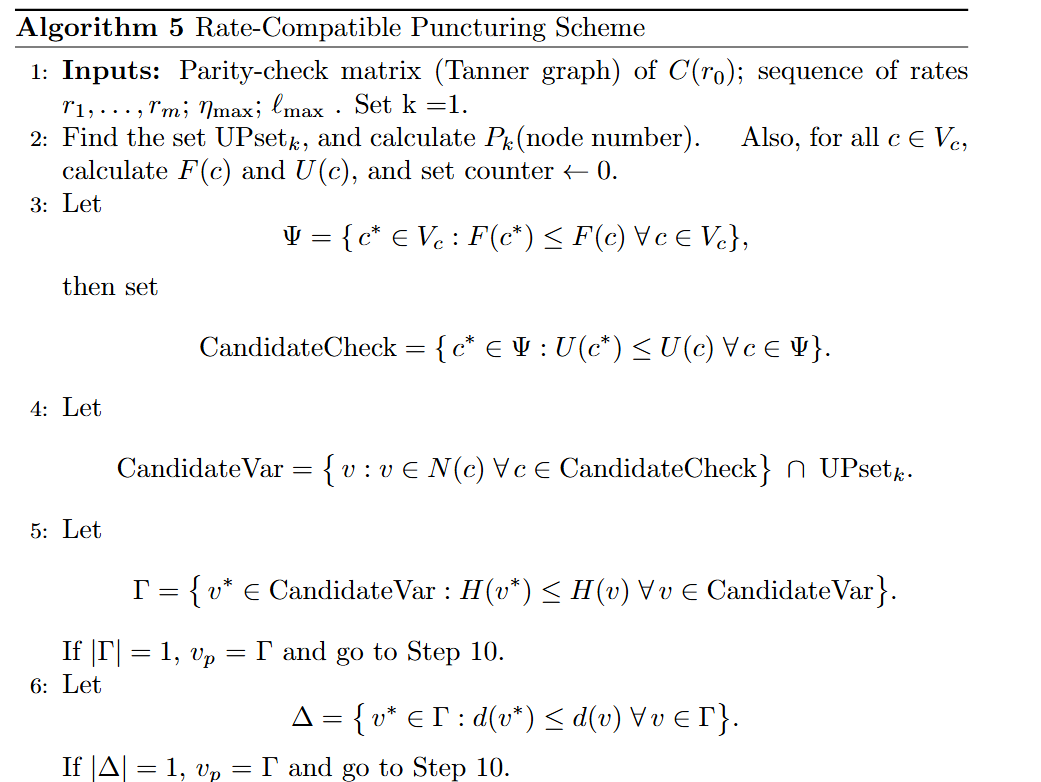 Algorithm 5 Rate-Compatible Puncturing Scheme
1: Inputs: Parity-check matrix (Tanner graph) of C(r₀); sequence of rates
r₁, . . . , rₘ; ηmax; ℓmax . Set k =1.
2: Find the set UPsetₖ, and calculate Pₖ(node number). Also, for all c ∈ V_c,
calculate F(c) and U(c), and set counter ← 0.
3: Let
Ψ = { c* ∈ V_c : F(c*) ≤ F(c) ∀ c ∈ V_c},
then set
CandidateCheck = { c* ∈ Ψ : U(c*) ≤ U(c) ∀ c ∈ Ψ}.
4: Let
CandidateVar = { v : v ∈ N(c) ∀ c ∈ CandidateCheck} ∩ UPsetₖ.
5: Let
Γ = { v* ∈ CandidateVar : H(v*) ≤ H(v) ∀ v ∈ CandidateVar}.
If |Γ| = 1, vₚ = Γ and go to Step 10.
6: Let
Δ = { v* ∈ Γ : d(v*) ≤ d(v) ∀ v ∈ Γ}.
If |Δ| = 1, vₚ = Γ and go to Step 10.